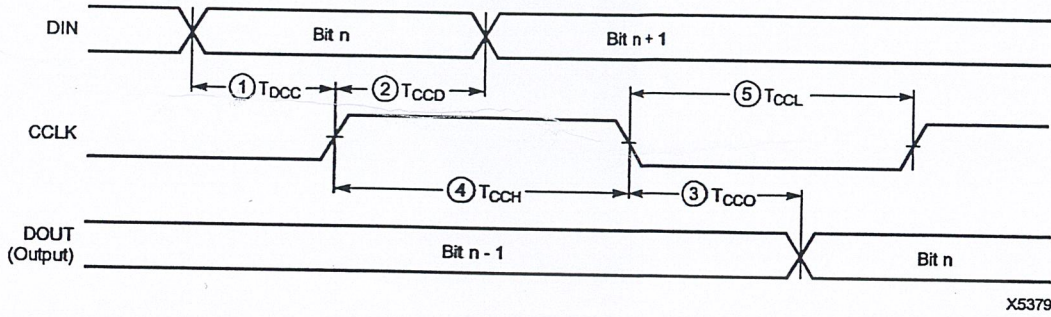 DIN
Bit n
Bit n + 1
① TDCC
② TCCD
⑤ TCCL
CCLK
④ TCCH
③ TCCO
DOUT
(Output)
Bit n - 1
Bit n
X5379